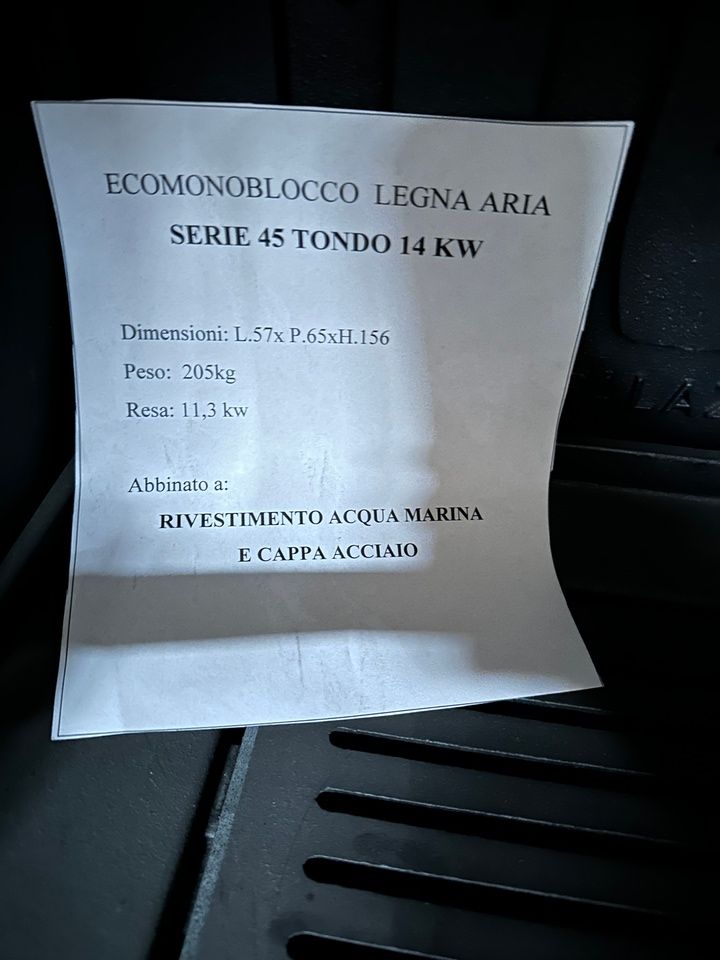 ECOMONOBLOCCO LEGNA ARIA
SERIE 45 TONDO 14 KW
Dimensioni: L.57x P.65xH.156
Peso: 205kg
Resa: 11,3 kw
Abbinato a:
RIVESTIMENTO ACQUA MARINA
E CAPPA ACCIAIO